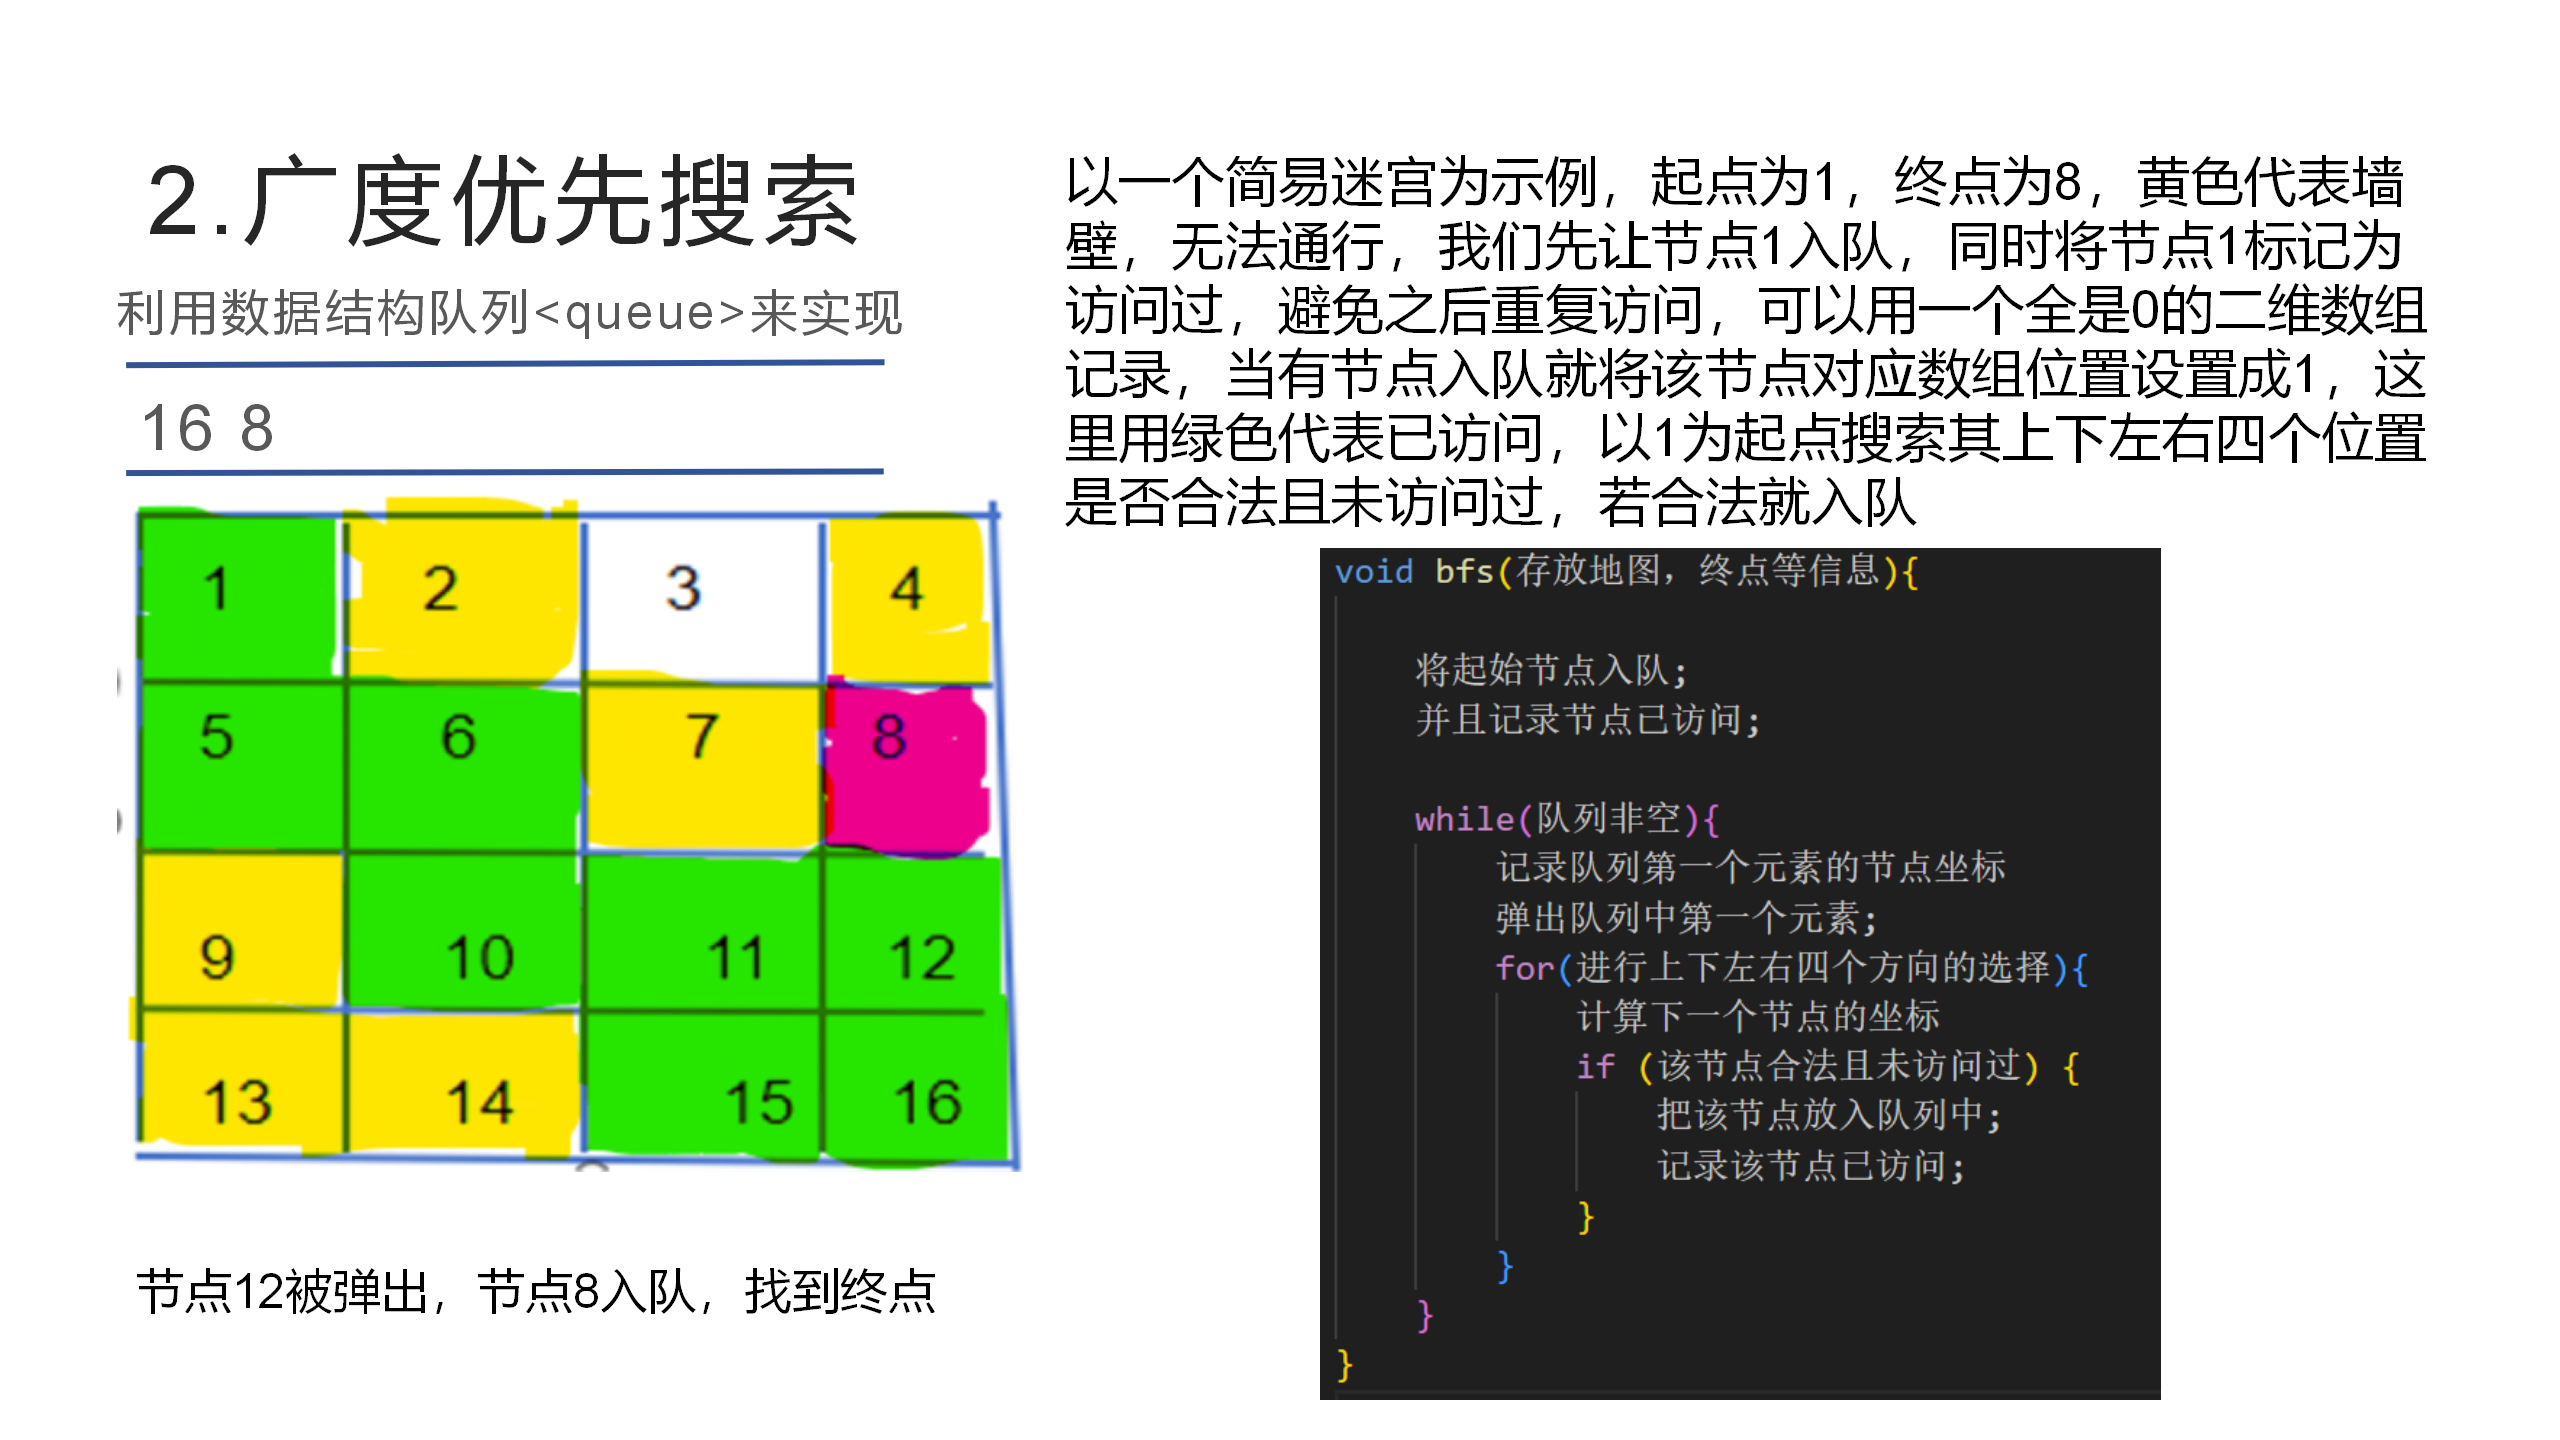 2.广度优先搜索
利用数据结构队列<queue>来实现
16 8
1 2 3 4
5 6 7 8
9 10 11 12
13 14 15 16
节点12被弹出，节点8入队，找到终点
以一个简易迷宫为示例，起点为1，终点为8，黄色代表墙
壁，无法通行，我们先让节点1入队，同时将节点1标记为
访问过，避免之后重复访问，可以用一个全是0的二维数组
记录，当有节点入队就将该节点对应数组位置设置成1，这
里用绿色代表已访问，以1为起点搜索其上下左右四个位置
是否合法且未访问过，若合法就入队
void bfs(存放地图，终点等信息){
将起始节点入队;
并且记录节点已访问;
while(队列非空){
记录队列第一个元素的节点坐标
弹出队列中第一个元素;
for(进行上下左右四个方向的选择){
计算下一个节点的坐标
if (该节点合法且未访问过) {
把该节点放入队列中;
记录该节点已访问;
}
}
}
}